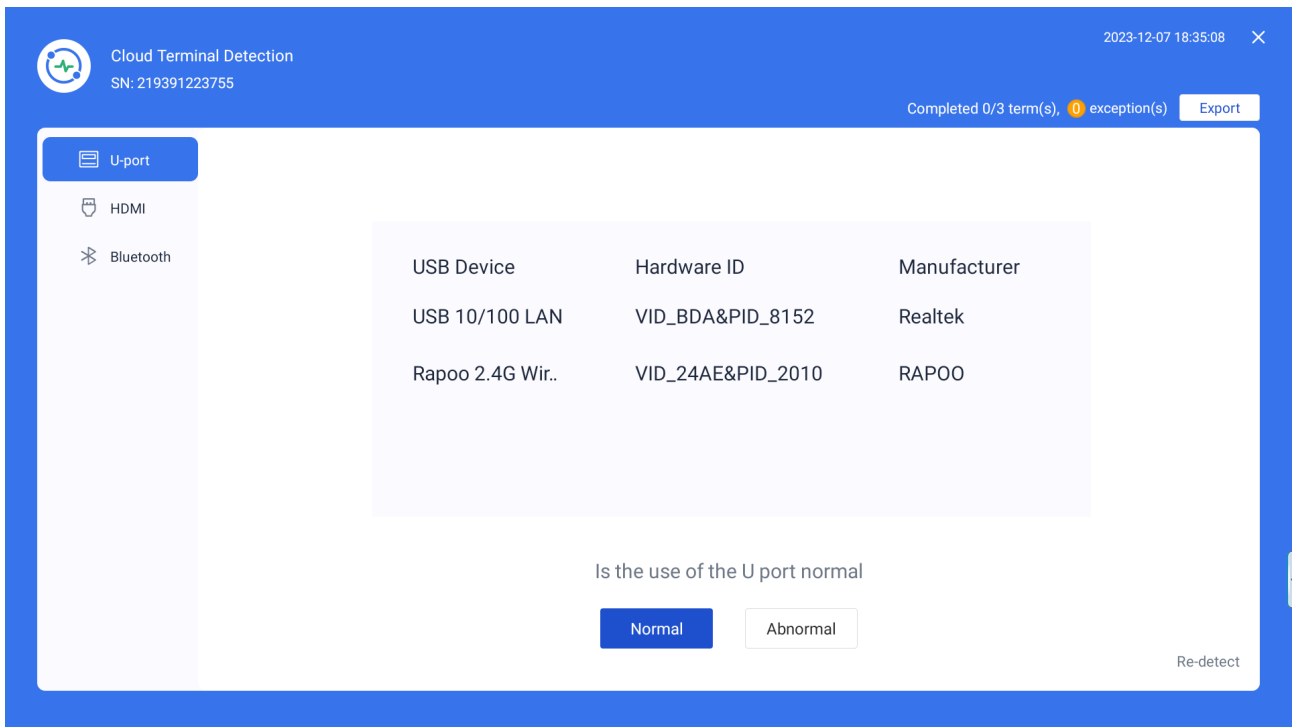 2023-12-07 18:35:08
Cloud Terminal Detection
SN: 219391223755
Completed 0/3 term(s), 0 exception(s) Export
U-port
HDMI
Bluetooth
USB Device Hardware ID Manufacturer
USB 10/100 LAN VID_BDA&PID_8152 Realtek
Rapoo 2.4G Wir.. VID_24AE&PID_2010 RAPOO
Is the use of the U port normal
Normal Abnormal
Re-detect